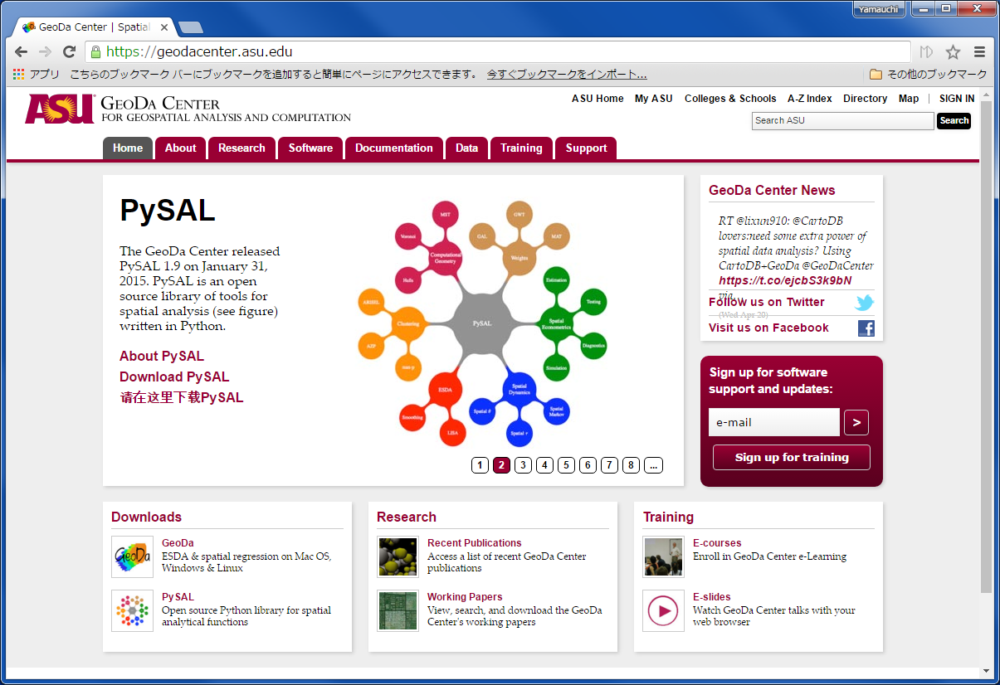 Yamauchi
GeoDa Center | Spatial
https://geodacenter.asu.edu
アプリ こちらのブックマーク バーにブックマークを追加すると簡単にページにアクセスできます。 今すぐブックマークをインポート... その他のブックマーク
ASU Home My ASU Colleges & Schools A-Z Index Directory Map | SIGN IN
ASU GEODA CENTER
FOR GEOSPATIAL ANALYSIS AND COMPUTATION
Search ASU Search
Home About Research Software Documentation Data Training Support
PySAL
The GeoDa Center released
PySAL 1.9 on January 31,
2015. PySAL is an open
source library of tools for
spatial analysis (see figure)
written in Python.
About PySAL
Download PySAL
请在这里下载PySAL
MST
Voronoi
Computational
Geometry
Hulls
GWT
GAL
MAT
Weights
ARISEL
Clustering
AZP
max-p
PySAL
Estimation
Testing
Spatial
Econometrics
Diagnostics
Simulation
ESDA
Smoothing
LISA
Spatial
Dynamics
Spatial θ
Spatial
Markov
Spatial τ
1 2 3 4 5 6 7 8 ...
GeoDa Center News
RT @lixun910: @CartoDB
lovers:need some extra power of
spatial data analysis? Using
CartoDB+GeoDa @GeoDaCenter
https://t.co/ejcbS3k9bN
via
Follow us on Twitter
(Wed Apr 20)
Visit us on Facebook
Sign up for software
support and updates:
e-mail >
Sign up for training
Downloads
GeoDa
GeoDa
ESDA & spatial regression on Mac OS,
Windows & Linux
PySAL
Open source Python library for spatial
analytical functions
Research
Recent Publications
Access a list of recent GeoDa Center
publications
Working Papers
View, search, and download the GeoDa
Center's working papers
Training
E-courses
Enroll in GeoDa Center e-Learning
E-slides
Watch GeoDa Center talks with your
web browser